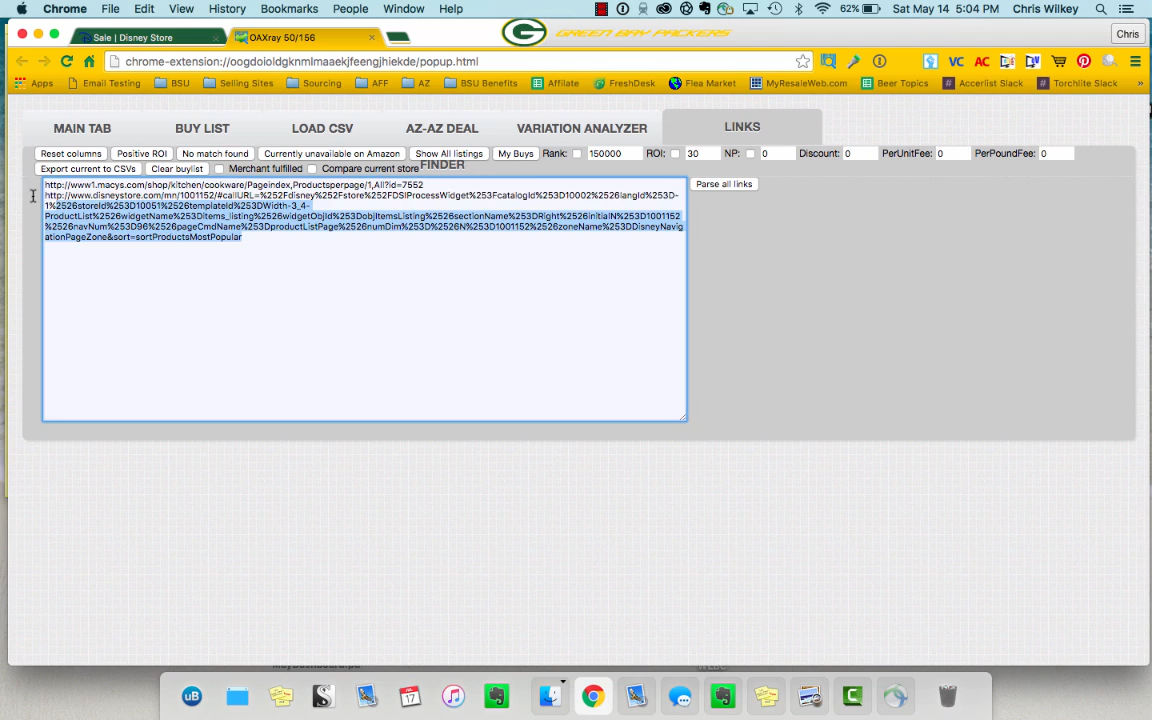 Chrome File Edit View History Bookmarks People Window Help 62% Sat May 14 5:04 PM Chris Wilkey
Sale | Disney Store × OAXray 50/156 × G GREEN BAY PACKERS Chris
chrome-extension://oogdoioldgknmlmaaekjfeengjhiekde/popup.html VC AC
Apps Email Testing BSU Selling Sites Sourcing AFF AZ BSU Benefits Affilate FreshDesk Flea Market MyResaleWeb.com Beer Topics # Accerlist Slack # Torchlite Slack »
MAIN TAB BUY LIST LOAD CSV AZ-AZ DEAL FINDER VARIATION ANALYZER LINKS
Reset columns Positive ROI No match found Currently unavailable on Amazon Show All listings My Buys Rank: 150000 ROI: 30 NP: 0 Discount: 0 PerUnitFee: 0 PerPoundFee: 0
Export current to CSVs Clear buylist Merchant fulfilled Compare current store
http://www1.macys.com/shop/kitchen/cookware/Pageindex,Productsperpage/1,All?id=7552
http://www.disneystore.com/mn/1001152/#callURL=%252Fdisney%252Fstore%252FDSIProcessWidget%253FcatalogId%253D10002%2526langId%253D-
1%2526storeId%253D10051%2526templateId%253DWidth-3_4-
ProductList%2526widgetName%253Ditems_listing%2526widgetObjId%253DobjItemsListing%2526sectionName%253DRight%2526initialN%253D1001152
%2526navNum%253D96%2526pageCmdName%253DproductListPage%2526numDim%253D%2526N%253D1001152%2526zoneName%253DDisneyNavig
ationPageZone&sort=sortProductsMostPopular
Parse all links
uB
S
17
C